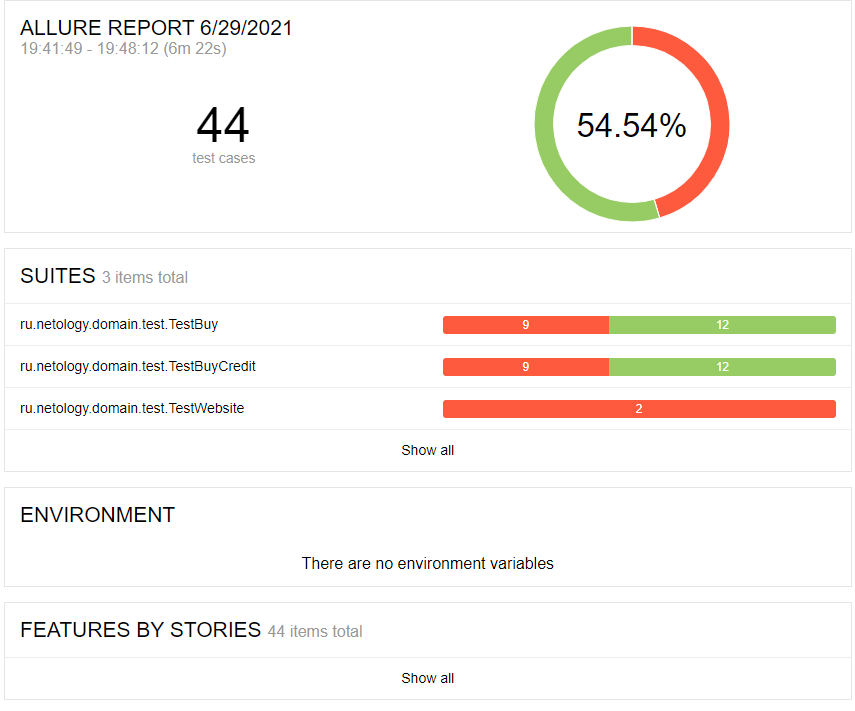 ALLURE REPORT 6/29/2021
19:41:49 - 19:48:12 (6m 22s)
44
test cases
54.54%
SUITES 3 items total
ru.netology.domain.test.TestBuy 9 12
ru.netology.domain.test.TestBuyCredit 9 12
ru.netology.domain.test.TestWebsite 2
Show all
ENVIRONMENT
There are no environment variables
FEATURES BY STORIES 44 items total
Show all